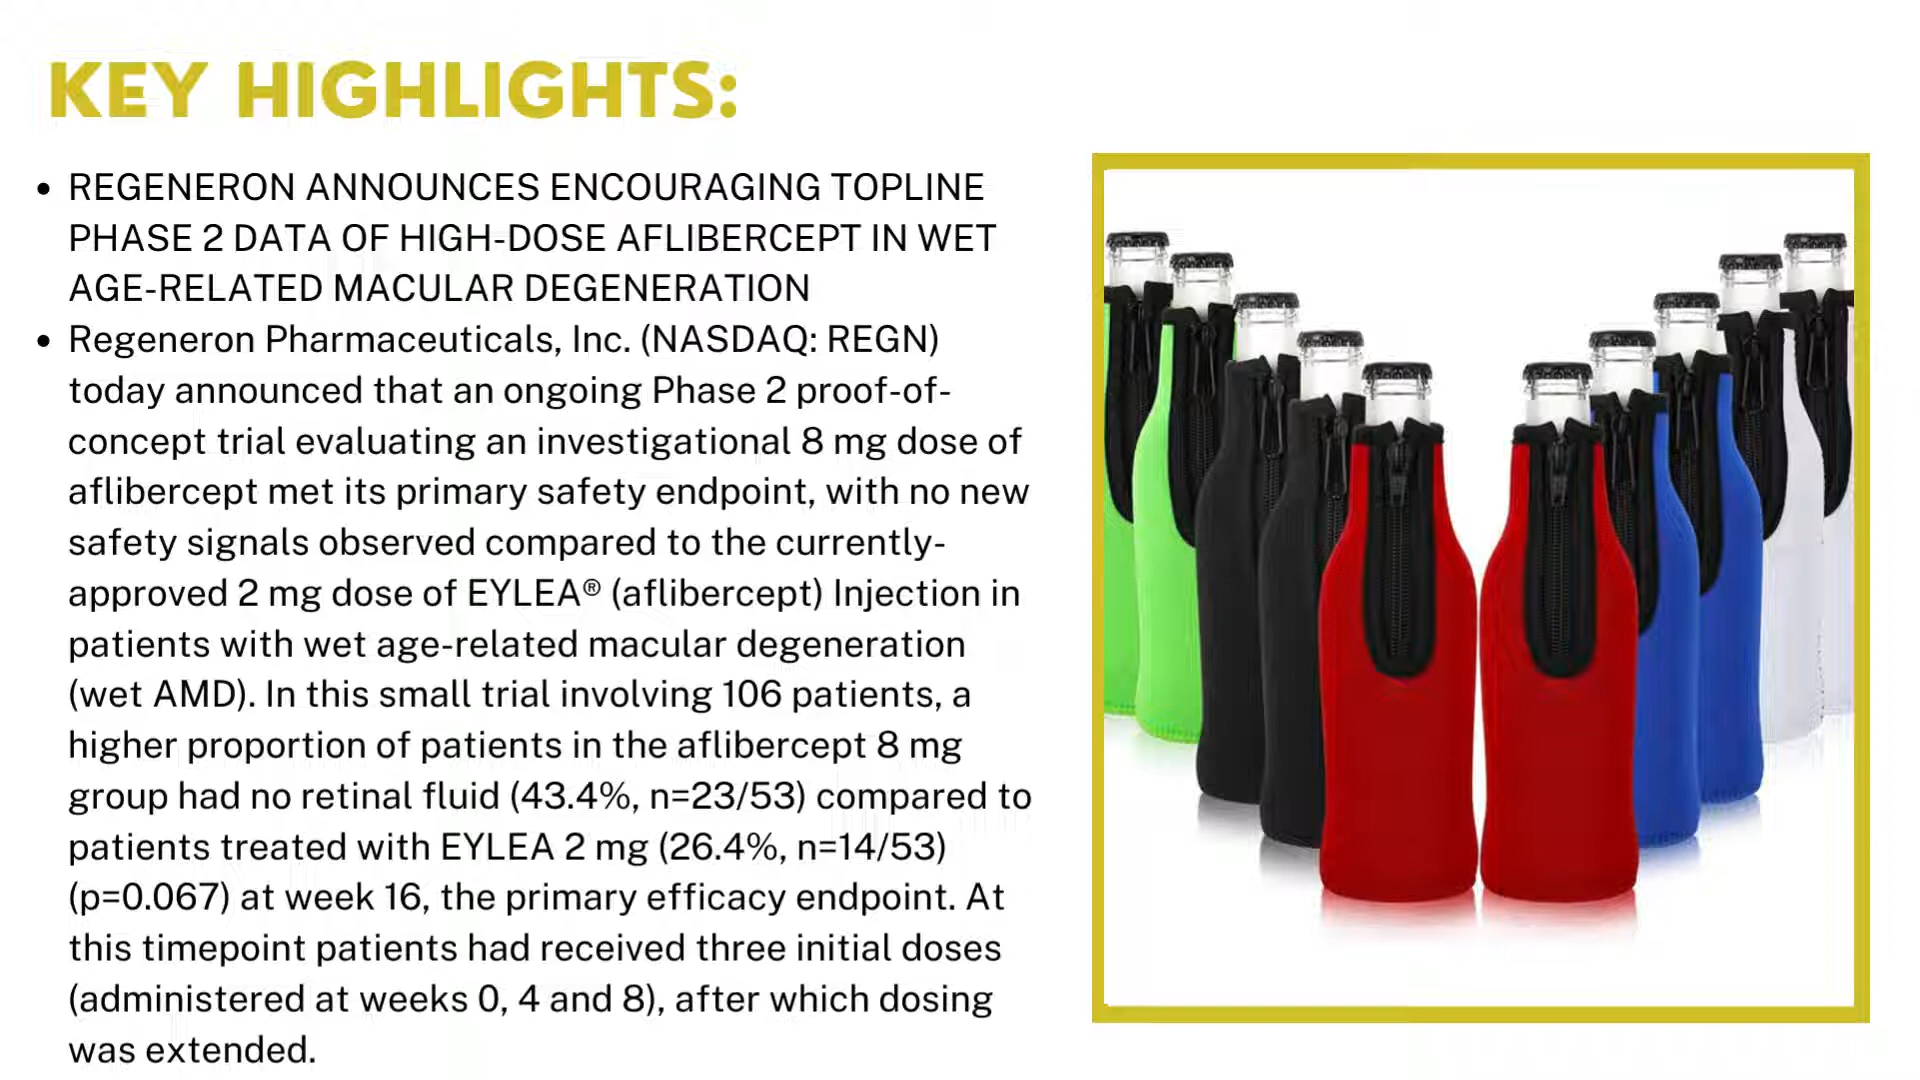 KEY HIGHLIGHTS:
• REGENERON ANNOUNCES ENCOURAGING TOPLINE
PHASE 2 DATA OF HIGH-DOSE AFLIBERCEPT IN WET
AGE-RELATED MACULAR DEGENERATION
• Regeneron Pharmaceuticals, Inc. (NASDAQ: REGN)
today announced that an ongoing Phase 2 proof-of-
concept trial evaluating an investigational 8 mg dose of
aflibercept met its primary safety endpoint, with no new
safety signals observed compared to the currently-
approved 2 mg dose of EYLEA® (aflibercept) Injection in
patients with wet age-related macular degeneration
(wet AMD). In this small trial involving 106 patients, a
higher proportion of patients in the aflibercept 8 mg
group had no retinal fluid (43.4%, n=23/53) compared to
patients treated with EYLEA 2 mg (26.4%, n=14/53)
(p=0.067) at week 16, the primary efficacy endpoint. At
this timepoint patients had received three initial doses
(administered at weeks 0, 4 and 8), after which dosing
was extended.